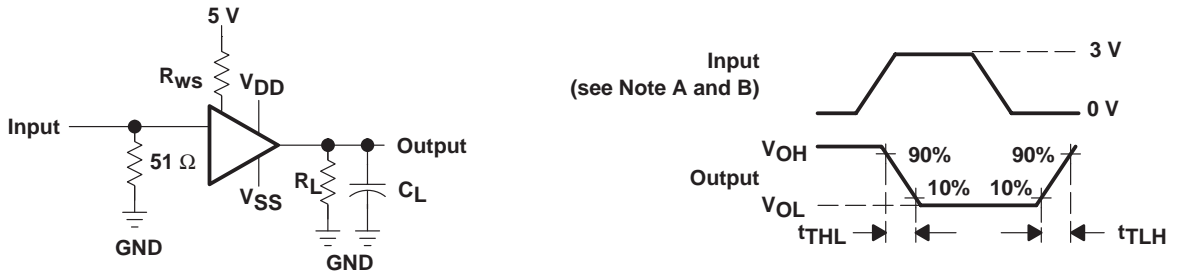 5 V
RWS
VDD
Input
51 Ω
VSS
RL
CL
Output
GND
GND
Input
(see Note A and B)
3 V
0 V
VOH
90%
90%
Output
10%
10%
VOL
tTHL
tTLH